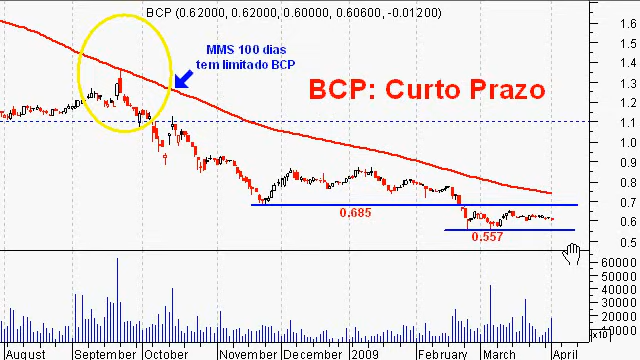 BCP (0.62000, 0.62000, 0.60000, 0.60600, -0.01200)
MMS 100 dias
tem limitado BCP
BCP: Curto Prazo
1.6
1.5
1.4
1.3
1.2
1.1
1.0
0.9
0.8
0.7
0.6
0.5
0.685
0.557
60000
50000
40000
30000
20000
10000
x10
August
September
October
November
December
2009
February
March
April